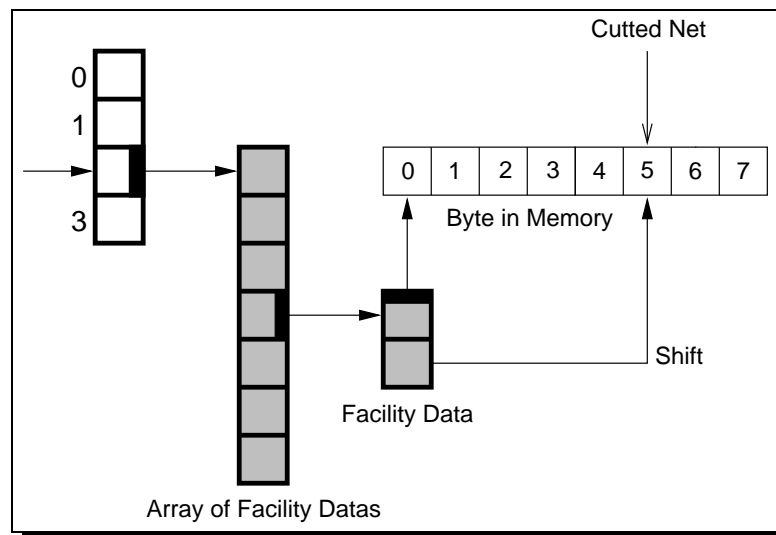 Cutted Net
0
1
3
0 1 2 3 4 5 6 7
Byte in Memory
Shift
Facility Data
Array of Facility Datas